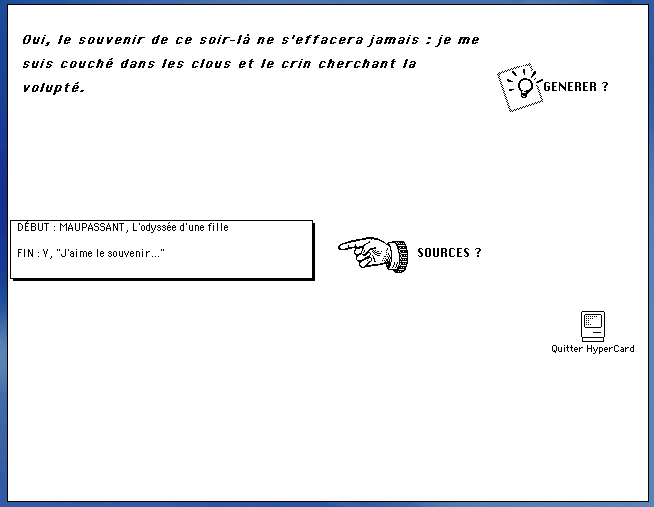 Oui, le souvenir de ce soir-là ne s'effacera jamais : je me
suis couché dans les clous et le crin cherchant la
volupté.
GENERER ?
DÉBUT : MAUPASSANT, L'odyssée d'une fille
FIN : Y, "J'aime le souvenir..."
SOURCES ?
Quitter HyperCard